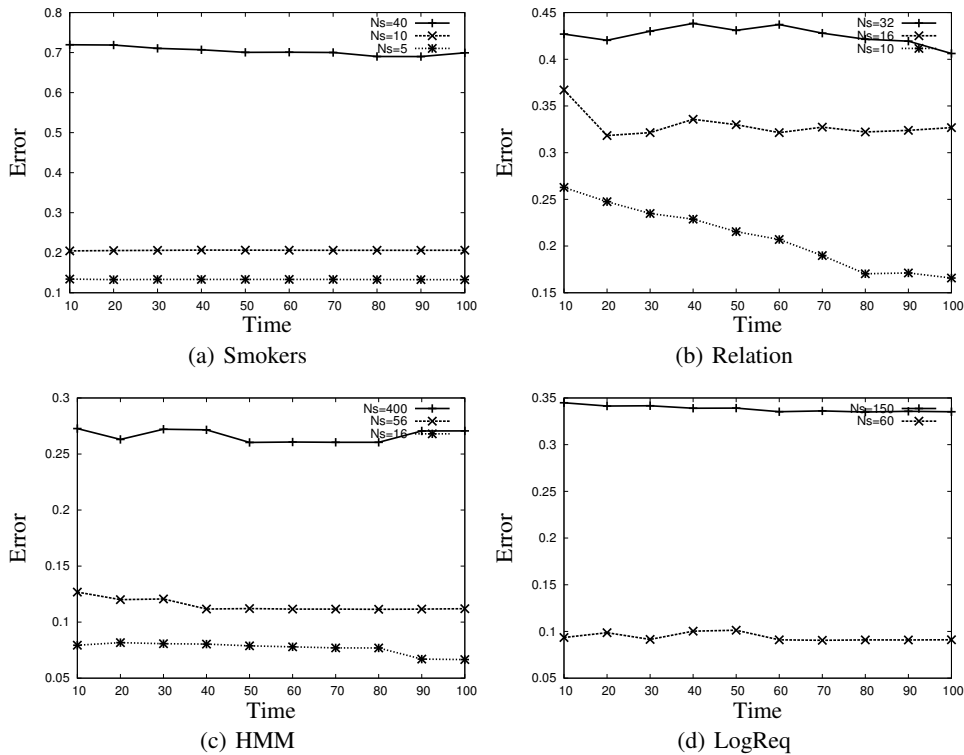 0.8
0.7
0.6
0.5
0.4
0.3
0.2
0.1
Error
Ns=40
Ns=10
Ns=5
10 20 30 40 50 60 70 80 90 100
Time
(a) Smokers
0.45
0.4
0.35
0.3
0.25
0.2
0.15
Error
Ns=32
Ns=16
Ns=10
10 20 30 40 50 60 70 80 90 100
Time
(b) Relation
0.3
0.25
0.2
0.15
0.1
0.05
Error
Ns=400
Ns=56
Ns=16
10 20 30 40 50 60 70 80 90 100
Time
(c) HMM
0.35
0.35
0.3
0.25
0.2
0.15
0.1
0.05
Error
Ns=150
Ns=60
10 20 30 40 50 60 70 80 90 100
Time
(d) LogReq